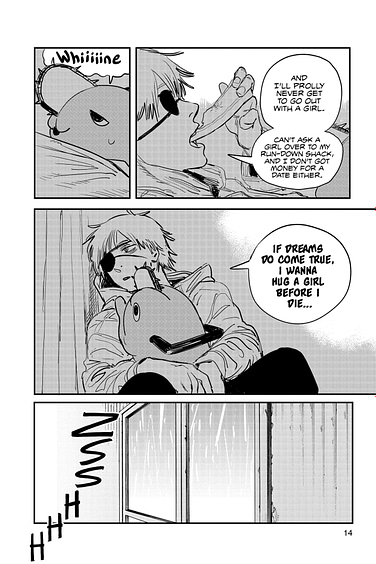 Whiiiiine
AND
I'LL PROLLY
NEVER GET
TO GO OUT
WITH A GIRL.
CAN'T ASK A
GIRL OVER TO MY
RUN-DOWN SHACK,
AND I DON'T GOT
MONEY FOR A
DATE EITHER.
IF DREAMS
DO COME TRUE,
I WANNA
HUG A GIRL
BEFORE I
DIE...
ZSSHHH
14